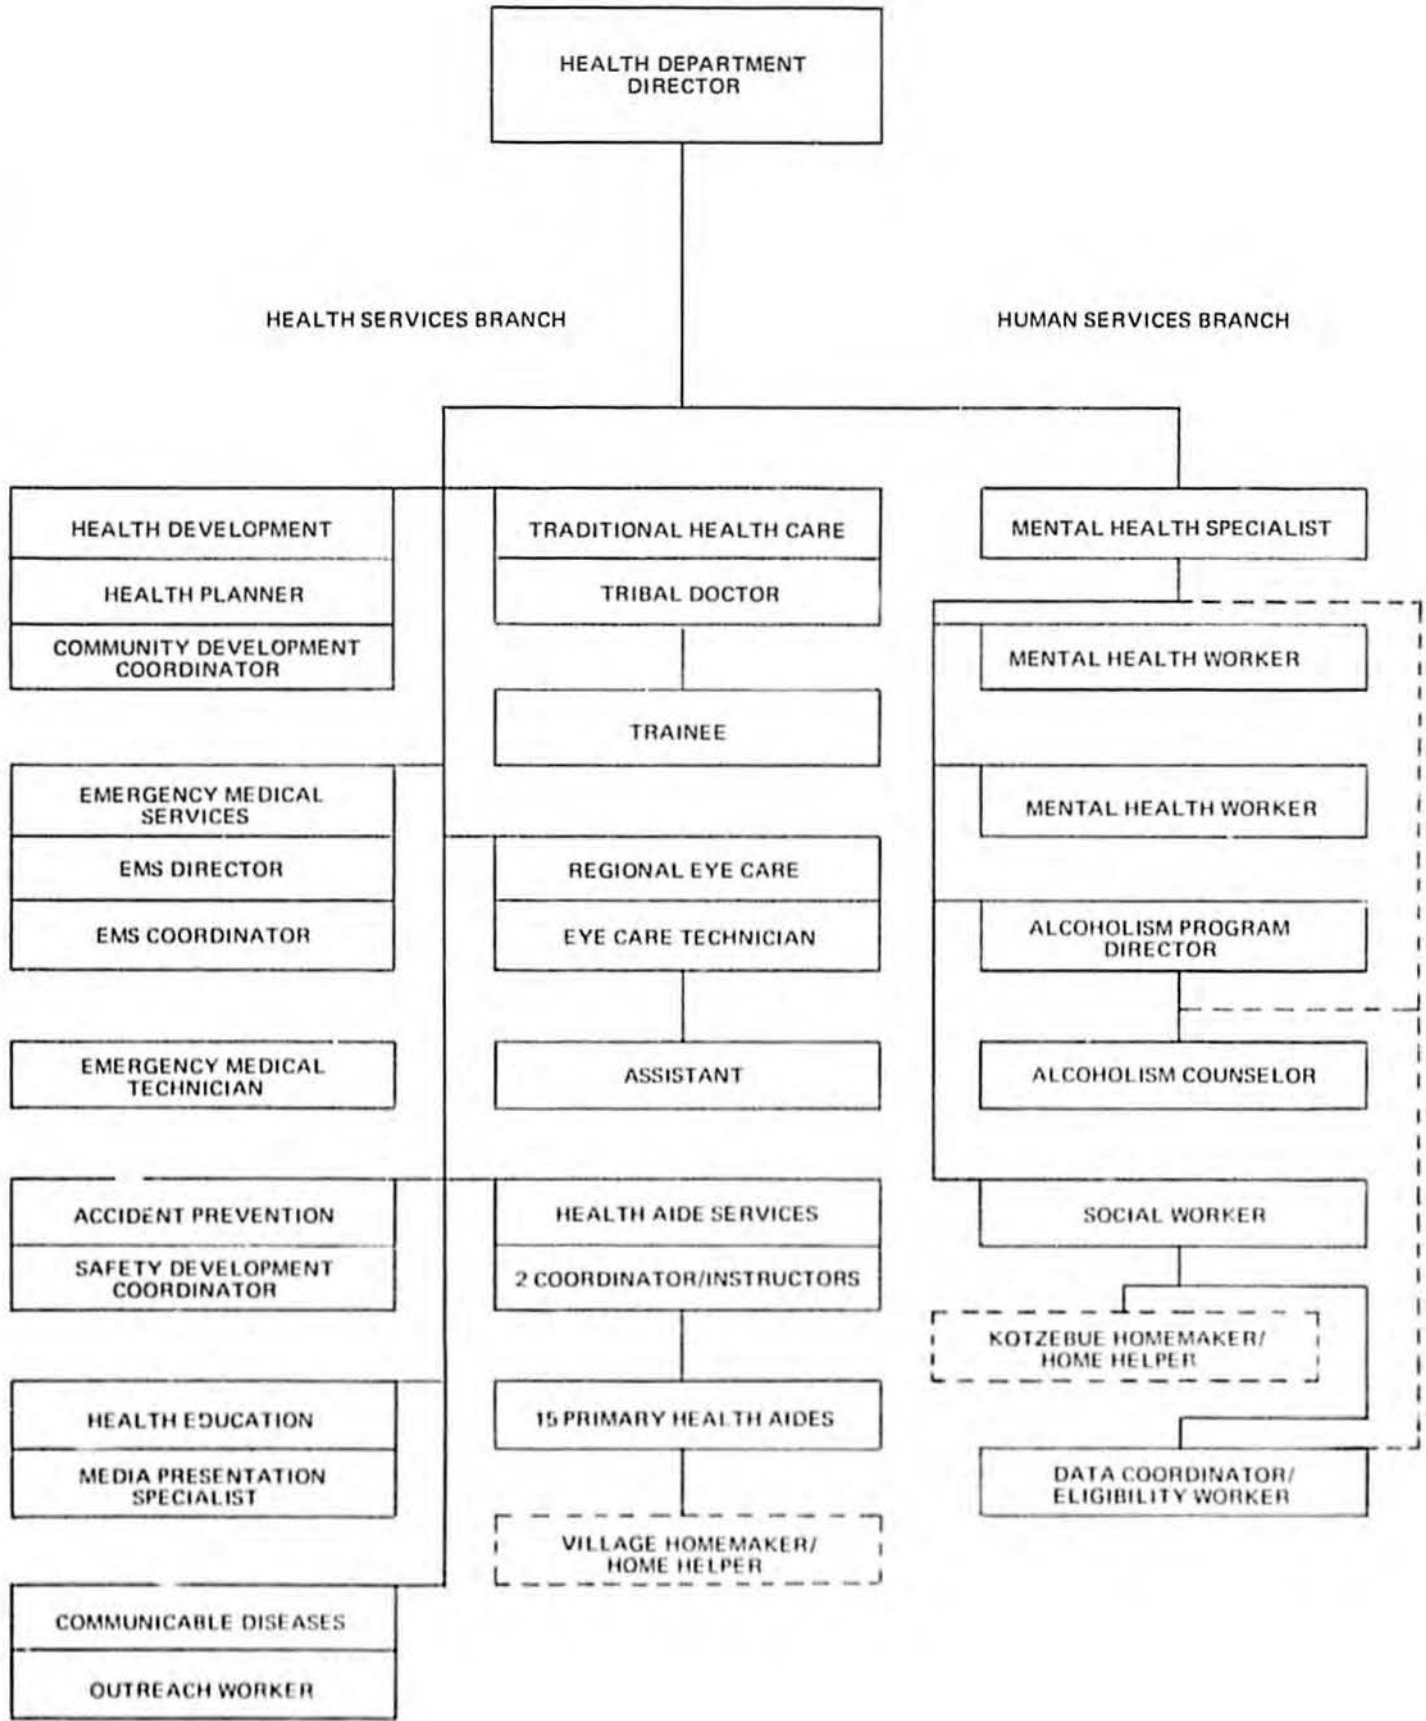 HEALTH DEPARTMENT
DIRECTOR
HEALTH SERVICES BRANCH
HUMAN SERVICES BRANCH
HEALTH DEVELOPMENT
HEALTH PLANNER
COMMUNITY DEVELOPMENT
COORDINATOR
EMERGENCY MEDICAL
SERVICES
EMS DIRECTOR
EMS COORDINATOR
EMERGENCY MEDICAL
TECHNICIAN
ACCIDENT PREVENTION
SAFETY DEVELOPMENT
COORDINATOR
HEALTH EDUCATION
MEDIA PRESENTATION
SPECIALIST
COMMUNICABLE DISEASES
OUTREACH WORKER
TRADITIONAL HEALTH CARE
TRIBAL DOCTOR
TRAINEE
REGIONAL EYE CARE
EYE CARE TECHNICIAN
ASSISTANT
HEALTH AIDE SERVICES
2 COORDINATOR/INSTRUCTORS
15 PRIMARY HEALTH AIDES
VILLAGE HOMEMAKER/
HOME HELPER
MENTAL HEALTH SPECIALIST
MENTAL HEALTH WORKER
MENTAL HEALTH WORKER
ALCOHOLISM PROGRAM
DIRECTOR
ALCOHOLISM COUNSELOR
SOCIAL WORKER
KOTZEBUE HOMEMAKER/
HOME HELPER
DATA COORDINATOR/
ELIGIBILITY WORKER